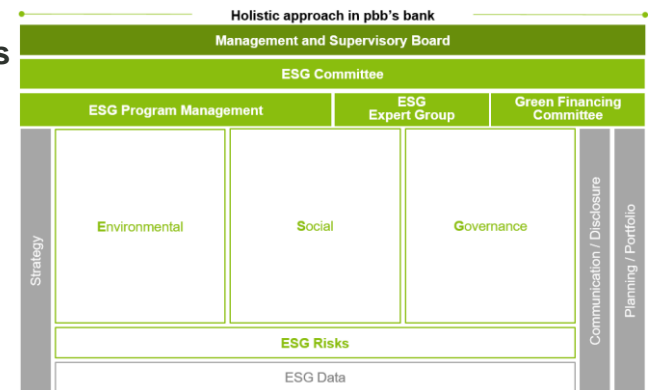 Holistic approach in pbb's bank
s
Management and Supervisory Board
ESG Committee
ESG Program Management
ESG
Expert Group
Green Financing
Committee
Strategy
Environmental
Social
Governance
Communication / Disclosure
Planning / Portfolio
ESG Risks
ESG Data